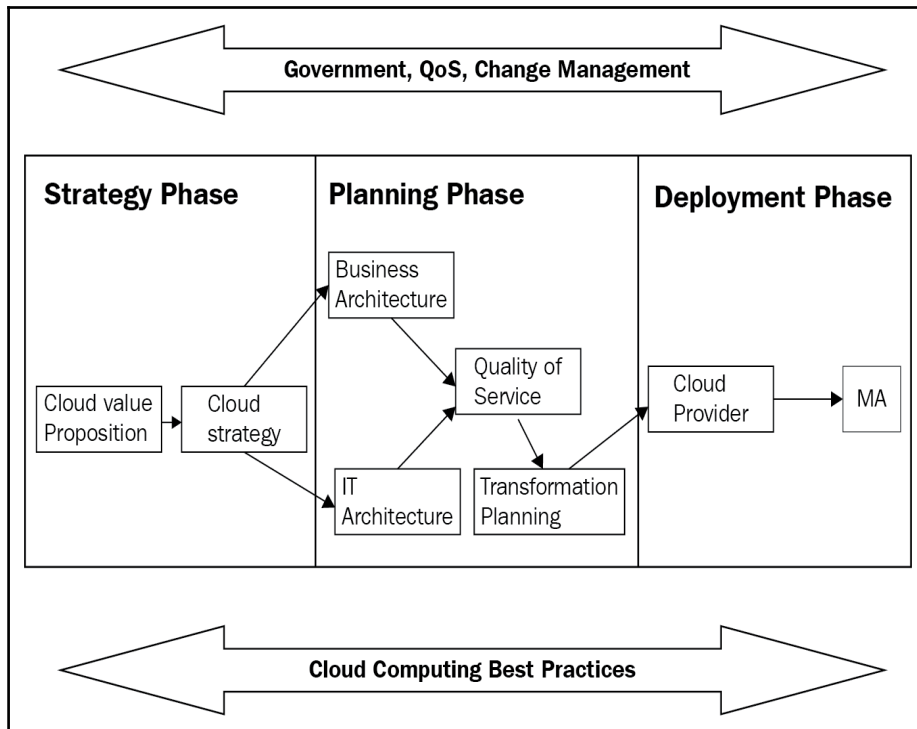 Government, QoS, Change Management
Strategy Phase
Planning Phase
Deployment Phase
Business
Architecture
Quality of
Service
Cloud value
Proposition
Cloud
strategy
Cloud
Provider
MA
IT
Architecture
Transformation
Planning
Cloud Computing Best Practices